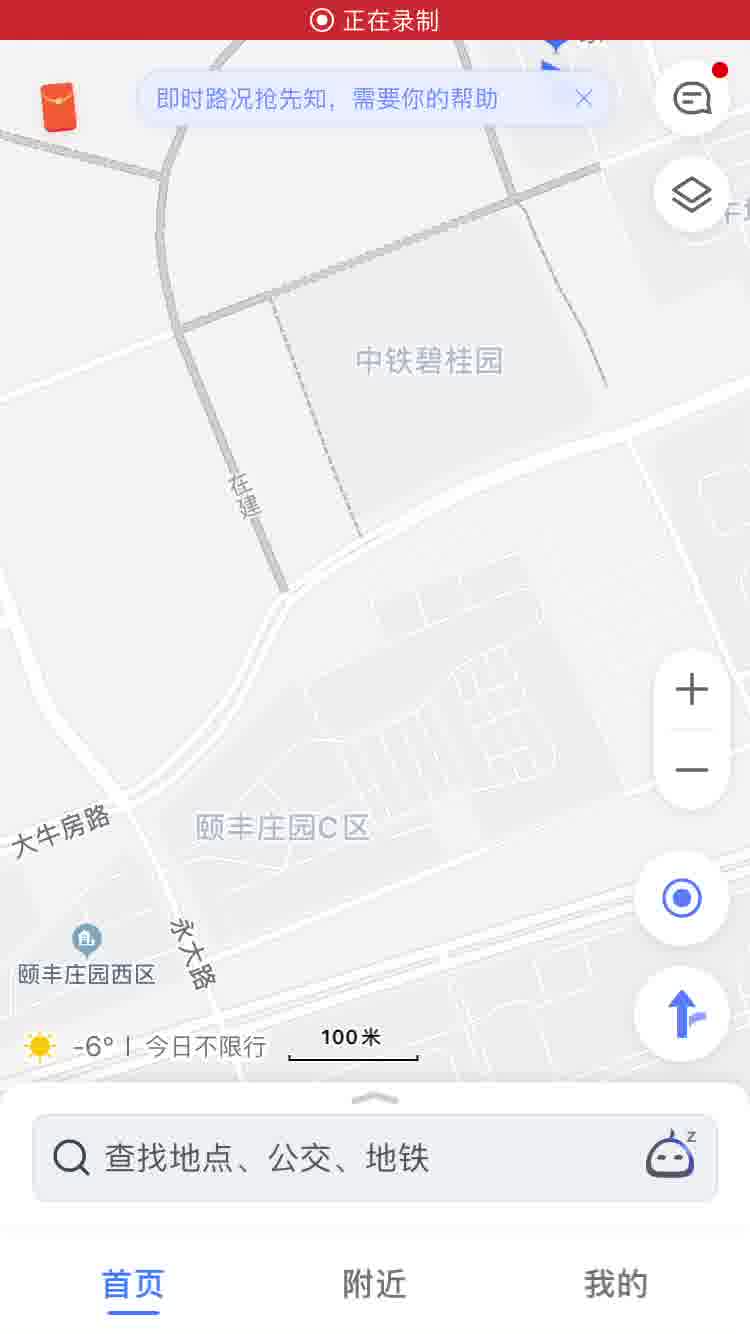 正在录制
即时路况抢先知，需要你的帮助
中铁碧桂园
在建
大牛房路
颐丰庄园C区
永大路
颐丰庄园西区
-6° | 今日不限行
100米
查找地点、公交、地铁
z
首页
附近
我的